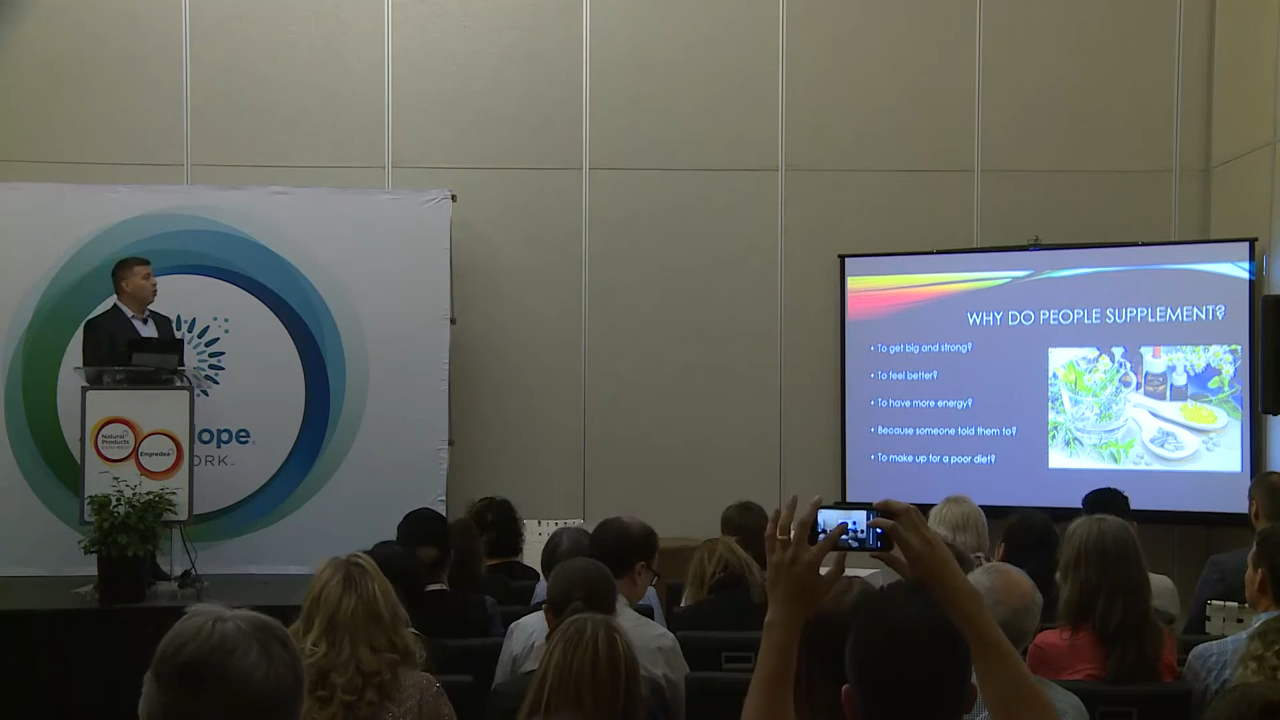 WHY DO PEOPLE SUPPLEMENT?
• To get big and strong?
• To feel better?
• To have more energy?
• Because someone told them to?
• To make up for a poor diet?
ope
ORK
Natural
Products
Engredea